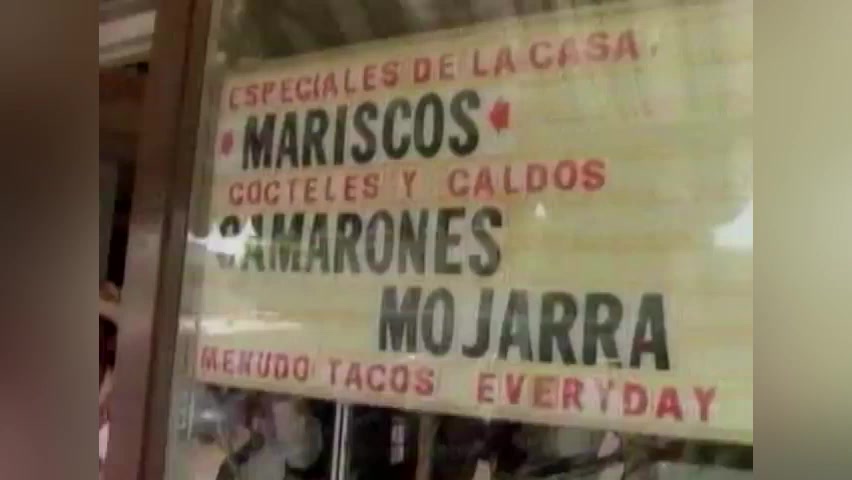 ESPECIALES DE LA CASA
MARISCOS
COCTELES Y CALDOS
CAMARONES
MOJARRA
MENUDO TACOS EVERYDAY